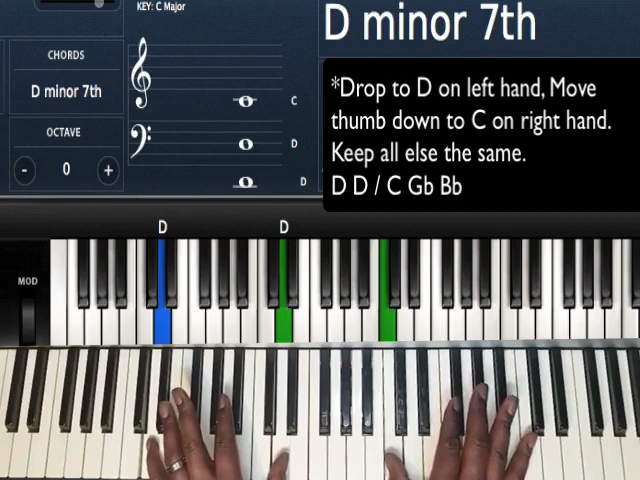 KEY: C Major
D minor 7th
CHORDS
D minor 7th
OCTAVE
- 0 +
C
D
D
*Drop to D on left hand, Move
thumb down to C on right hand.
Keep all else the same.
D D / C Gb Bb
D D
MOD